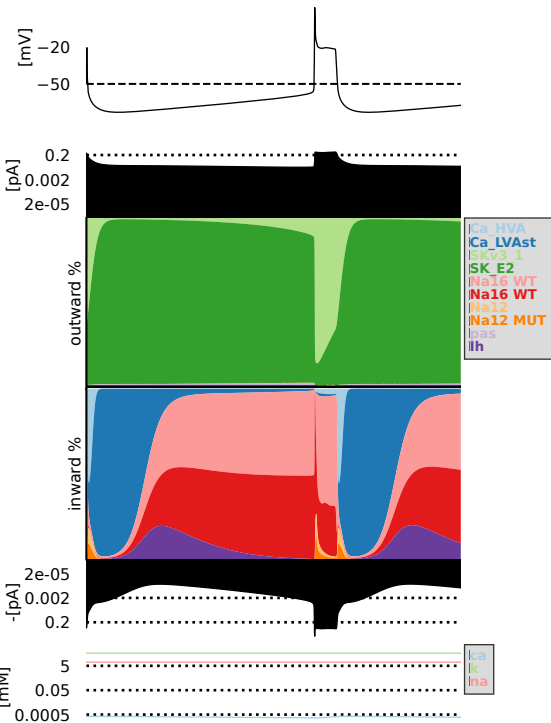 [mV]
−20
−50
[pA]
0.2
0.002
2e-05
outward %
Ca_HVA
Ca_LVAst
SKv3_1
SK_E2
Na16 WT
Na16 WT
Na12
Na12 MUT
pas
Ih
inward %
-[pA]
2e-05
0.002
0.2
[mM]
5
0.05
0.0005
ca
k
na